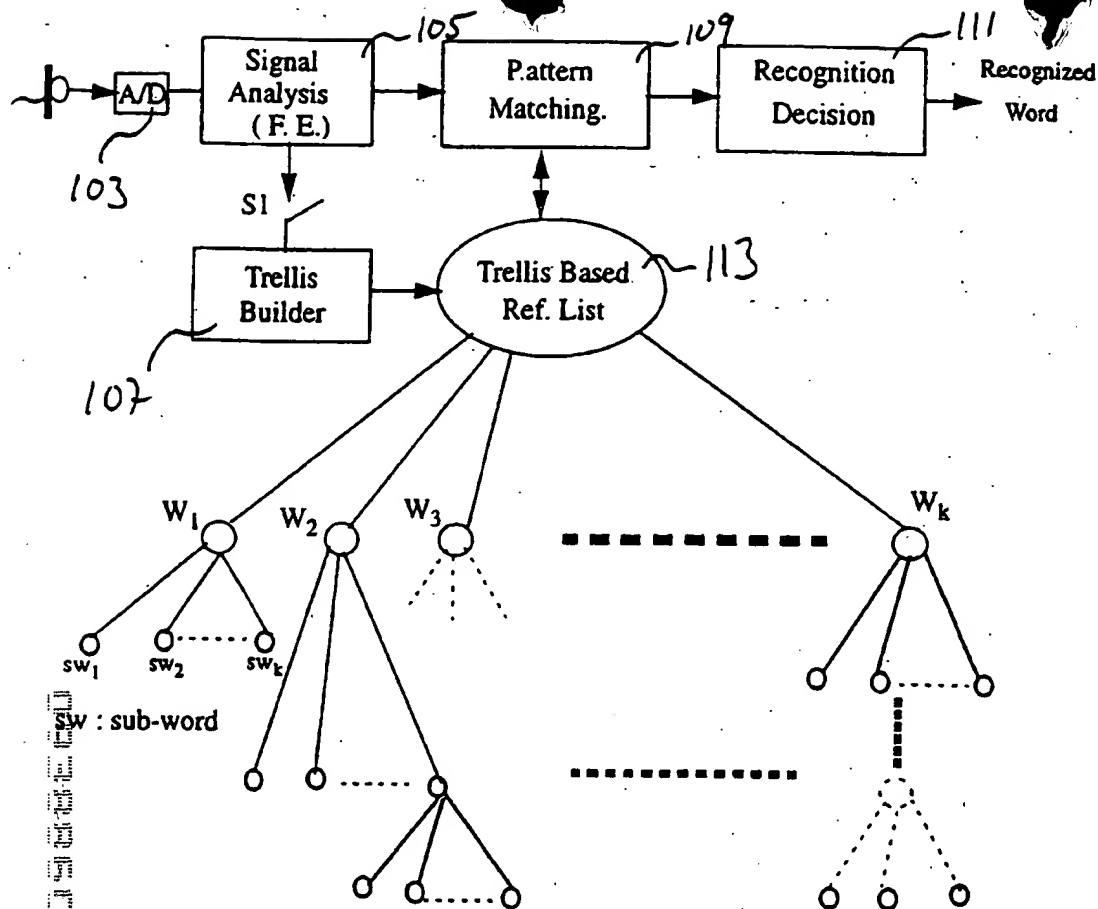 105
109
111
Signal
Analysis
( F. E.)
Pattern
Matching.
Recognition
Decision
Recognized
Word
A/D
103
S1
Trellis
Builder
107
Trellis Based
Ref. List
113
W1
W2
W3
Wk
sw1
sw2
swk
sw : sub-word